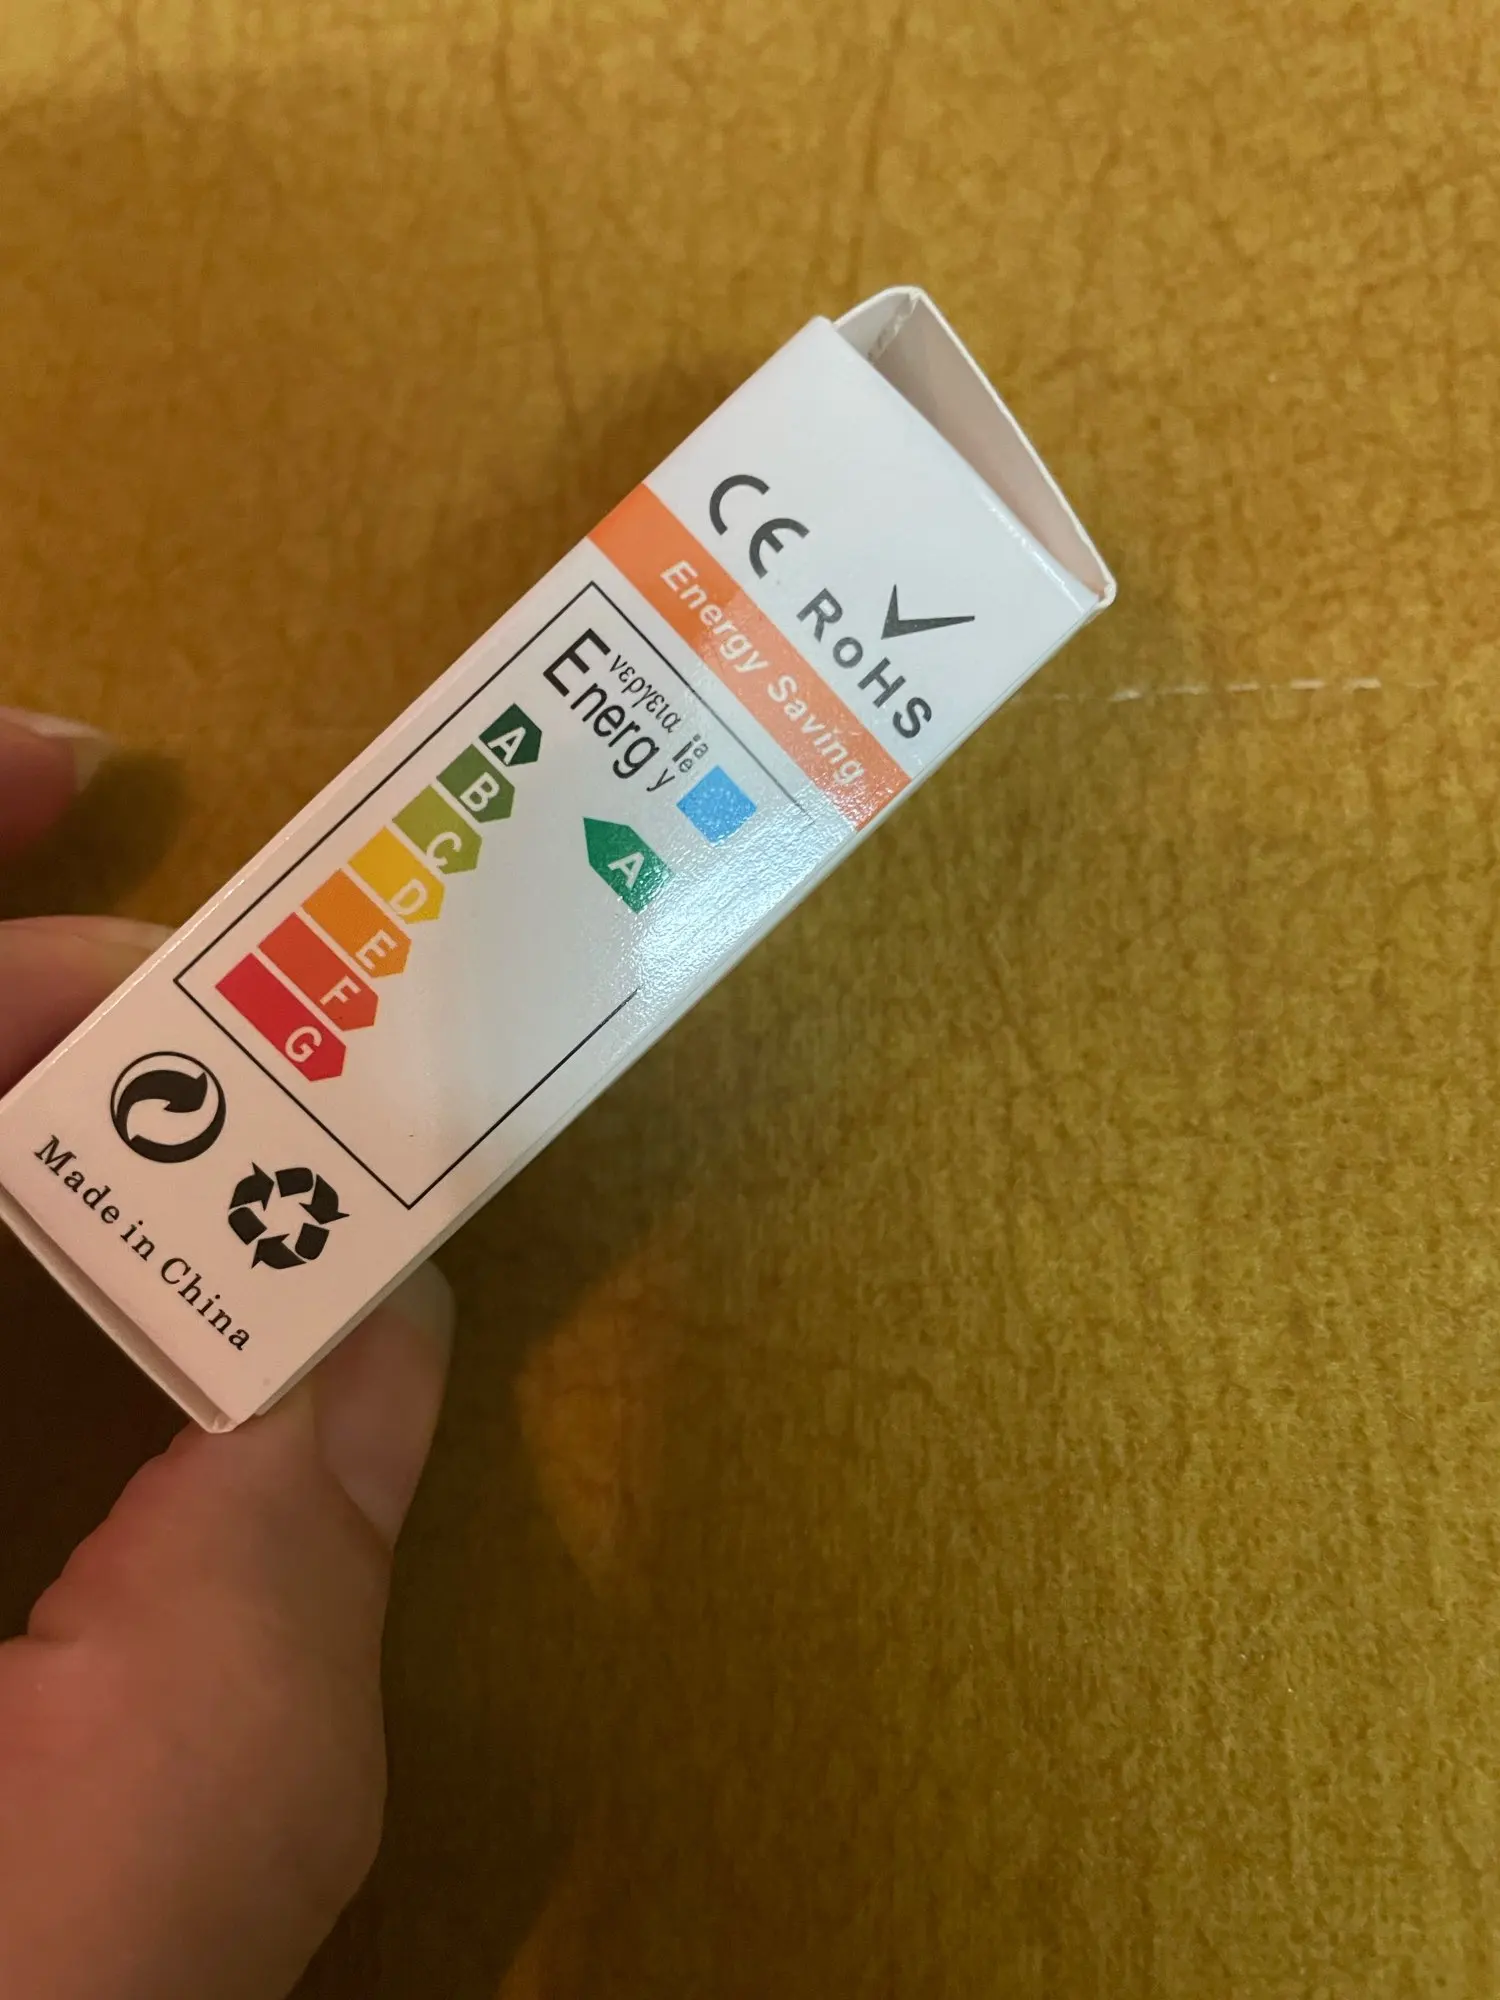 CE RoHS
Energy Saving
Energ y ie ia
νεργεια
A
A
B
C
D
E
F
G
Made in China